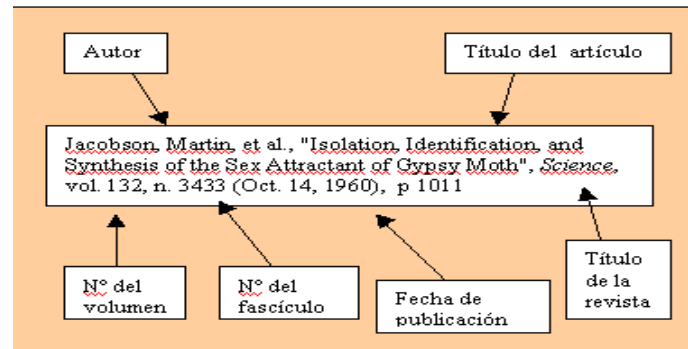 Autor
Título del artículo
Jacobson, Martin, et al., "Isolation, Identification, and
Synthesis of the Sex Attractant of Gypsy Moth", Science,
vol. 132, n. 3433 (Oct. 14, 1960), p 1011
Nº del
volumen
Nº del
fascículo
Fecha de
publicación
Título
de la
revista